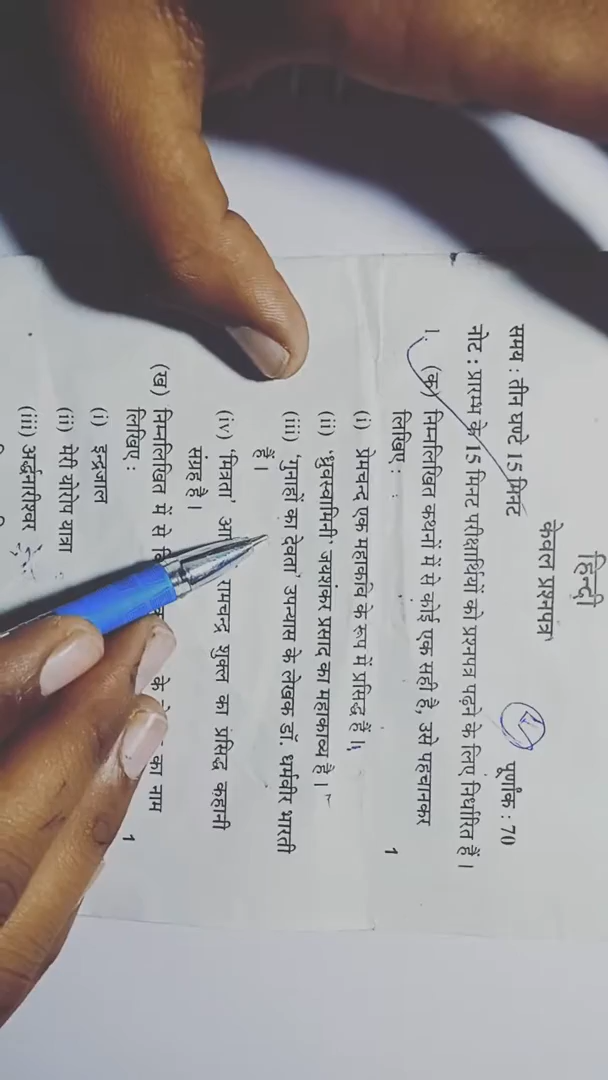 हिन्दी
केवल प्रश्नपत्र
समय : तीन घण्टे 15 मिनट पूर्णांक : 70
नोट : प्रारम्भ के 15 मिनट परीक्षार्थियों को प्रश्नपत्र पढ़ने के लिए निर्धारित हैं ।
1. (क) निम्नलिखित कथनों में से कोई एक सही है, उसे पहचानकर
लिखिए : 1
(i) प्रेमचन्द एक महाकवि के रूप में प्रसिद्ध हैं ।
(ii) 'ध्रुवस्वामिनी' जयशंकर प्रसाद का महाकाव्य है ।
(iii) 'गुनाहों का देवता' उपन्यास के लेखक डॉ. धर्मवीर भारती
हैं ।
(iv) 'मित्रता' रामचन्द्र शुक्ल का प्रसिद्ध कहानी
संग्रह है ।
(ख) निम्नलिखित में से के का नाम
लिखिए : 1
(i) इन्द्रजाल
(ii) मेरी यूरोप यात्रा
(iii) अर्द्धनारीश्वर